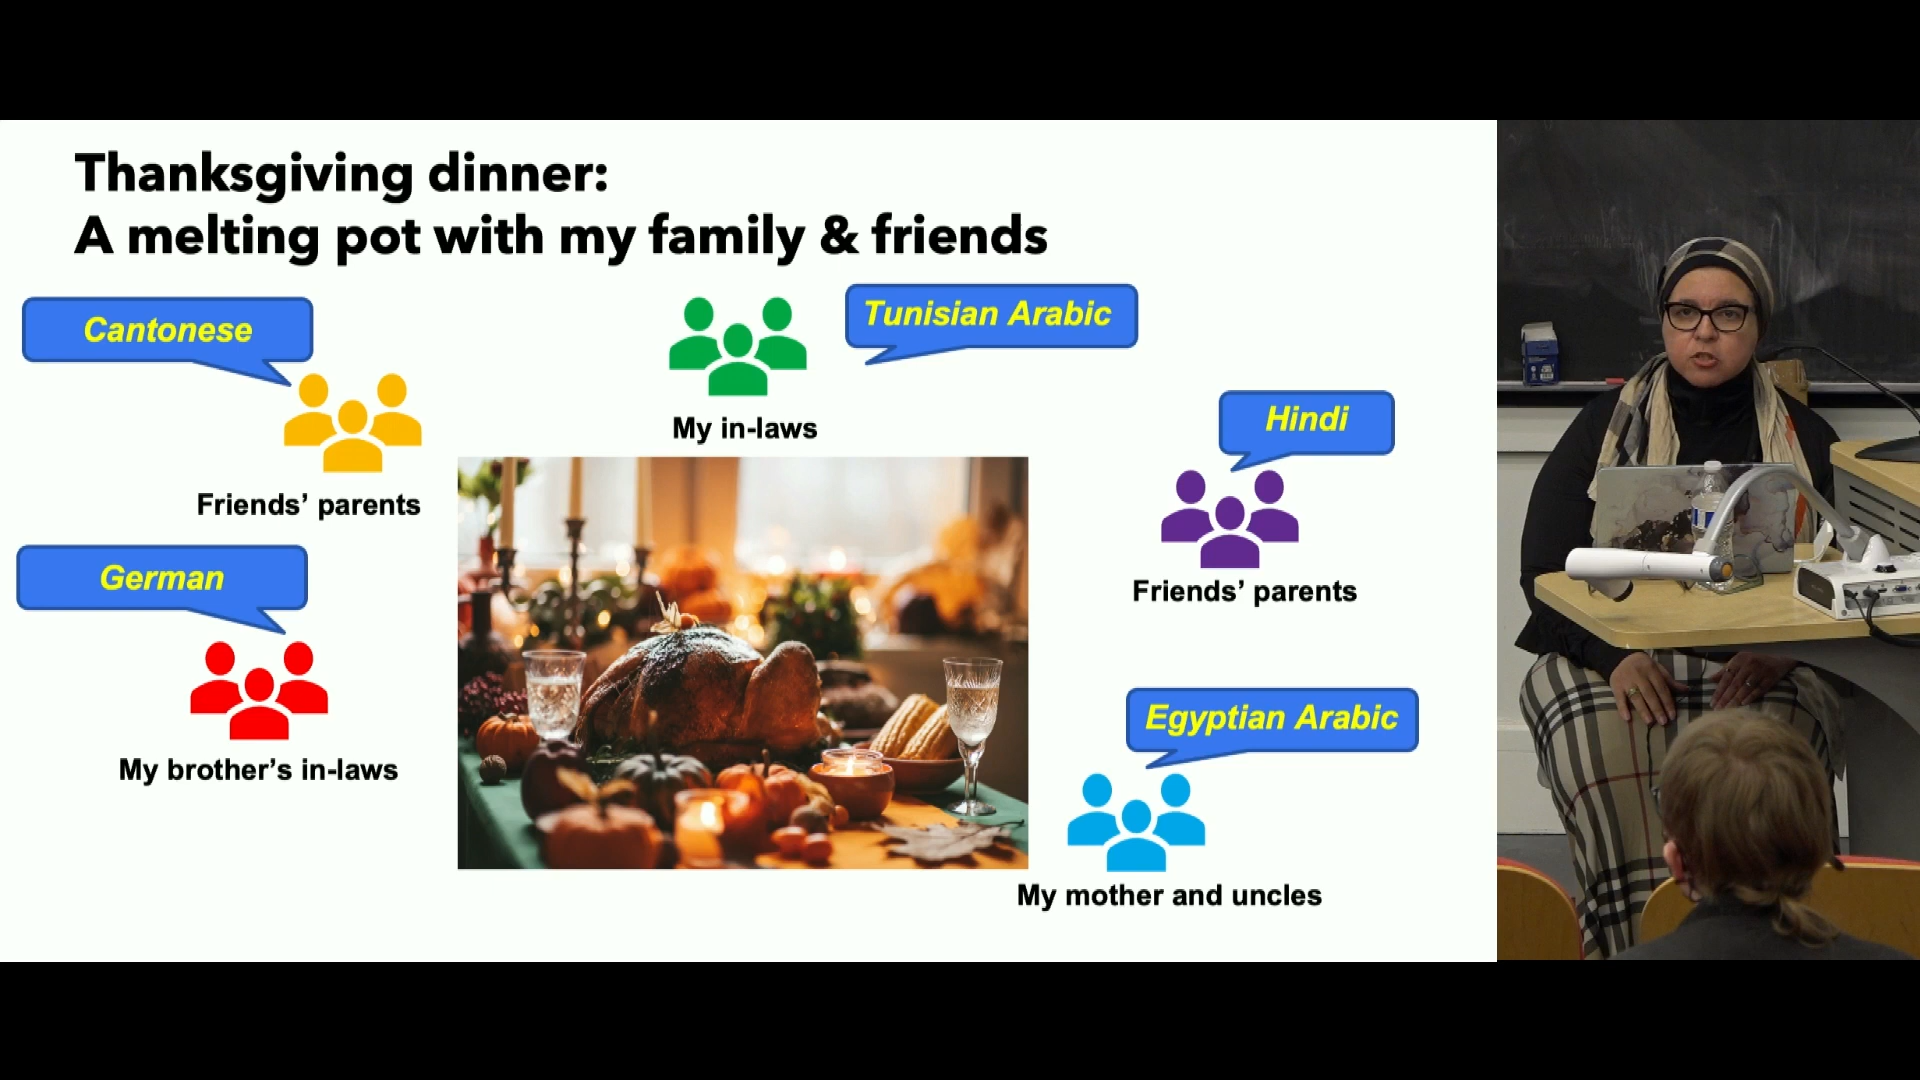 Thanksgiving dinner:
A melting pot with my family & friends
Cantonese
Friends’ parents
German
My brother’s in-laws
Tunisian Arabic
My in-laws
Hindi
Friends’ parents
Egyptian Arabic
My mother and uncles